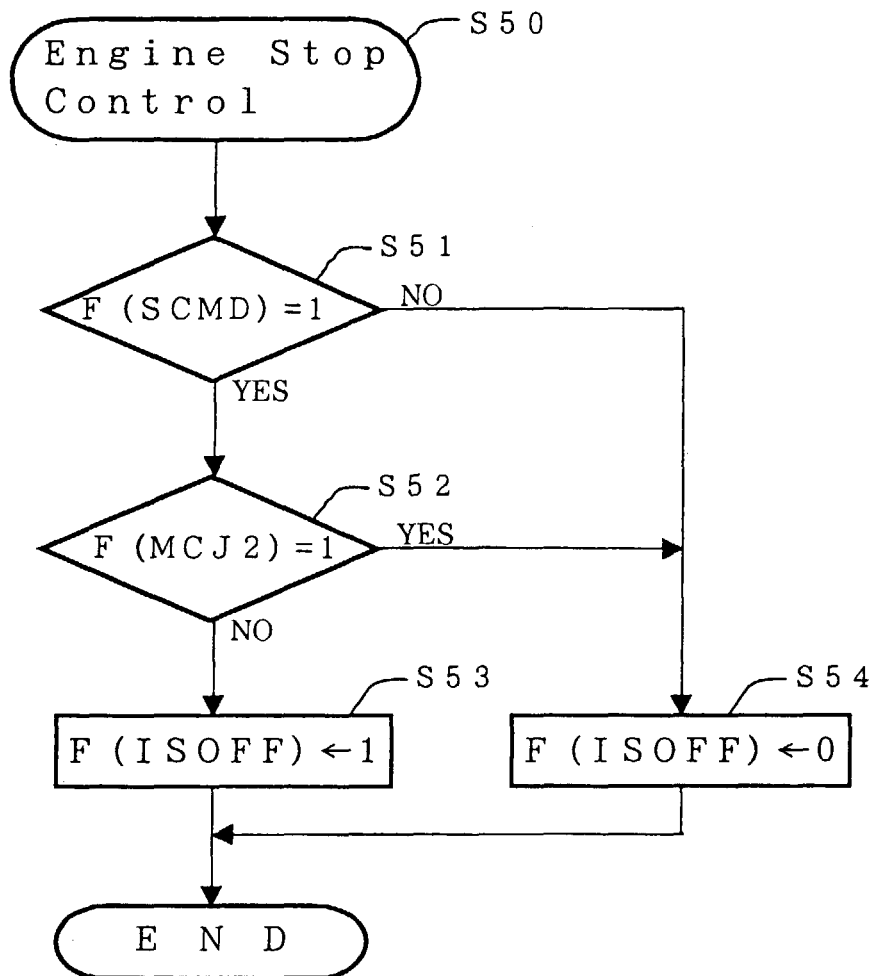 S50
Engine Stop
Control
S51
F (SCMD) = 1
NO
YES
S52
F (MCJ2) = 1
YES
NO
S53
F (ISOFF) ← 1
S54
F (ISOFF) ← 0
END